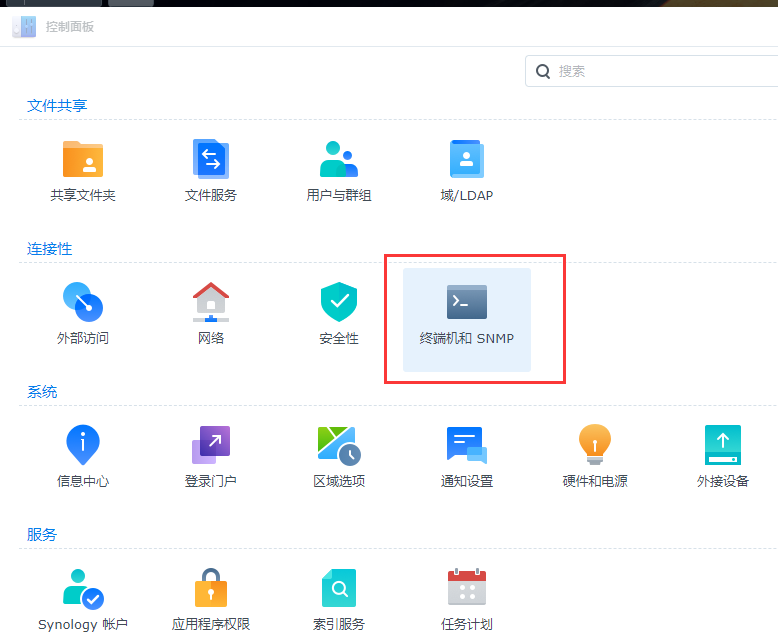 控制面板
搜索
文件共享
共享文件夹 文件服务 用户与群组 域/LDAP
连接性
外部访问 网络 安全性 终端机和 SNMP
系统
信息中心 登录门户 区域选项 通知设置 硬件和电源 外接设备
服务
Synology 帐户 应用程序权限 索引服务 任务计划